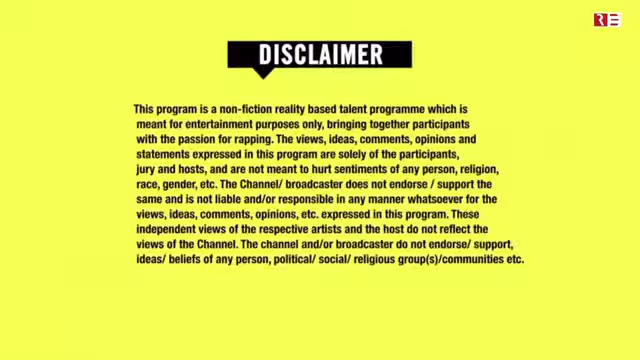 RB
DISCLAIMER
This program is a non-fiction reality based talent programme which is
meant for entertainment purposes only, bringing together participants
with the passion for rapping. The views, ideas, comments, opinions and
statements expressed in this program are solely of the participants,
jury and hosts, and are not meant to hurt sentiments of any person, religion,
race, gender, etc. The Channel/ broadcaster does not endorse / support the
same and is not liable and/or responsible in any manner whatsoever for the
views, ideas, comments, opinions, etc. expressed in this program. These
independent views of the respective artists and the host do not reflect the
views of the Channel. The channel and/or broadcaster do not endorse/ support,
ideas/ beliefs of any person, political/ social/ religious group(s)/communities etc.